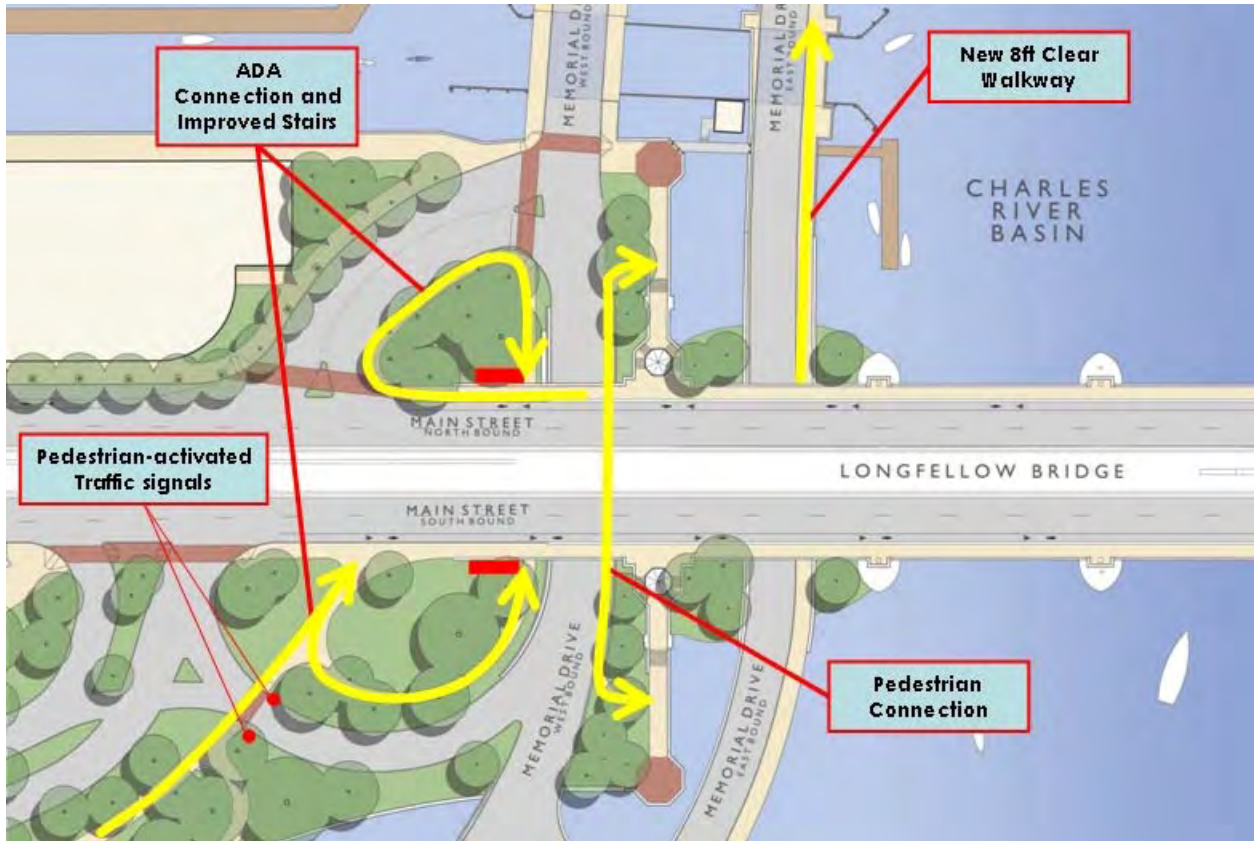 ADA
Connection and
Improved Stairs
MEMORIAL DRIVE
WEST BOUND
MEMORIAL DRIVE
EAST BOUND
New 8ft Clear
Walkway
CHARLES
RIVER
BASIN
MAIN STREET
NORTH BOUND
Pedestrian-activated
Traffic signals
LONGFELLOW BRIDGE
MAIN STREET
SOUTH BOUND
MEMORIAL DRIVE
WEST BOUND
MEMORIAL DRIVE
EAST BOUND
Pedestrian
Connection